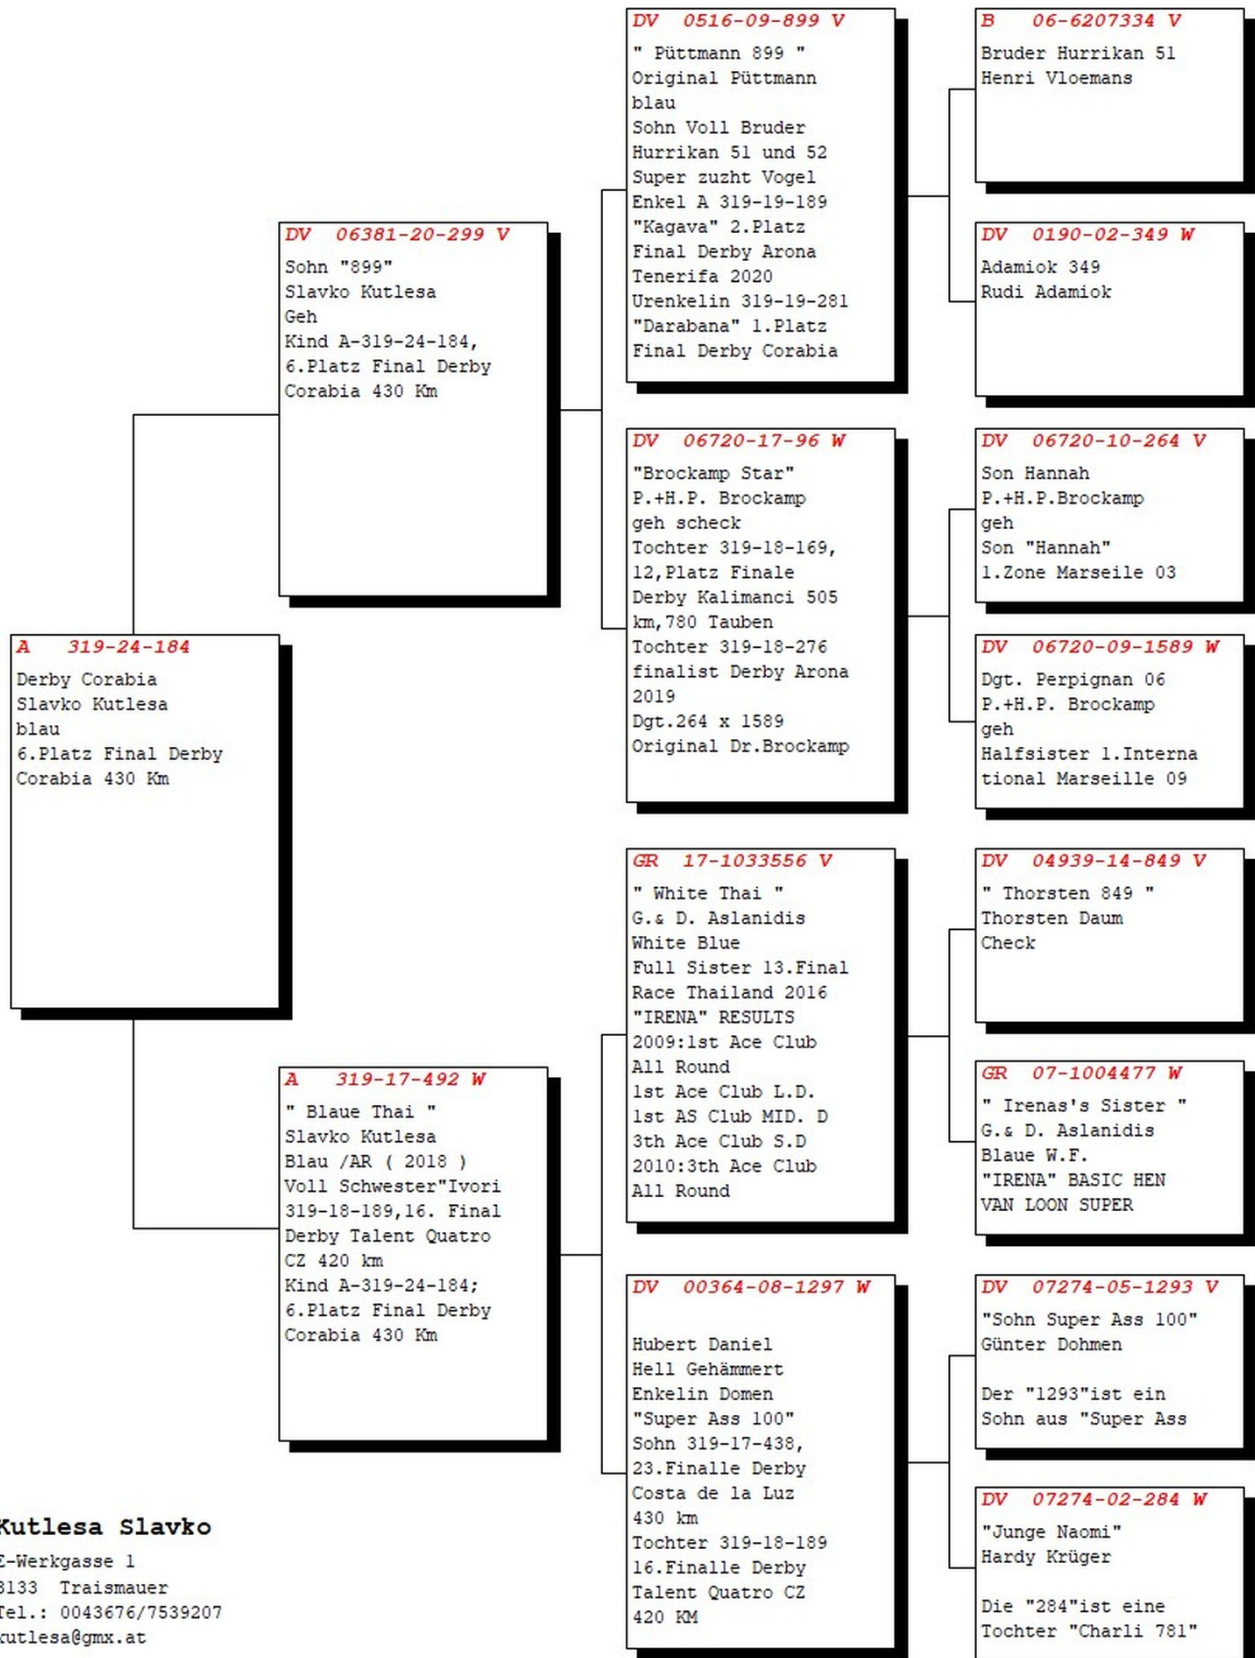 A 319-24-184
Derby Corabia
Slavko Kutlesa
blau
6.Platz Final Derby
Corabia 430 Km
DV 06381-20-299 V
Sohn "899"
Slavko Kutlesa
Geh
Kind A-319-24-184,
6.Platz Final Derby
Corabia 430 Km
A 319-17-492 W
" Blaue Thai "
Slavko Kutlesa
Blau /AR ( 2018 )
Voll Schwester"Ivori
319-18-189,16. Final
Derby Talent Quatro
CZ 420 km
Kind A-319-24-184;
6.Platz Final Derby
Corabia 430 Km
DV 0516-09-899 V
" Püttmann 899 "
Original Püttmann
blau
Sohn Voll Bruder
Hurrikan 51 und 52
Super zuzht Vogel
Enkel A 319-19-189
"Kagava" 2.Platz
Final Derby Arona
Tenerifa 2020
Urenkelin 319-19-281
"Darabana" 1.Platz
Final Derby Corabia
DV 06720-17-96 W
"Brockamp Star"
P.+H.P. Brockamp
geh scheck
Tochter 319-18-169,
12,Platz Finale
Derby Kalimanci 505
km,780 Tauben
Tochter 319-18-276
finalist Derby Arona
2019
Dgt.264 x 1589
Original Dr.Brockamp
GR 17-1033556 V
" White Thai "
G.& D. Aslanidis
White Blue
Full Sister 13.Final
Race Thailand 2016
"IRENA" RESULTS
2009:1st Ace Club
All Round
1st Ace Club L.D.
1st AS Club MID. D
3th Ace Club S.D
2010:3th Ace Club
All Round
DV 00364-08-1297 W
Hubert Daniel
Hell Gehämmert
Enkelin Domen
"Super Ass 100"
Sohn 319-17-438,
23.Finalle Derby
Costa de la Luz
430 km
Tochter 319-18-189
16.Finalle Derby
Talent Quatro CZ
420 KM
B 06-6207334 V
Bruder Hurrikan 51
Henri Vloemans
DV 0190-02-349 W
Adamiok 349
Rudi Adamiok
DV 06720-10-264 V
Son Hannah
P.+H.P.Brockamp
geh
Son "Hannah"
1.Zone Marseile 03
DV 06720-09-1589 W
Dgt. Perpignan 06
P.+H.P. Brockamp
geh
Halfsister 1.Interna
tional Marseille 09
DV 04939-14-849 V
" Thorsten 849 "
Thorsten Daum
Check
GR 07-1004477 W
" Irenas's Sister "
G.& D. Aslanidis
Blaue W.F.
"IRENA" BASIC HEN
VAN LOON SUPER
DV 07274-05-1293 V
"Sohn Super Ass 100"
Günter Dohmen
Der "1293"ist ein
Sohn aus "Super Ass
DV 07274-02-284 W
"Junge Naomi"
Hardy Krüger
Die "284"ist eine
Tochter "Charli 781"
Kutlesa Slavko
E-Werkgasse 1
3133 Traismauer
Tel.: 0043676/7539207
kutlesa@gmx.at